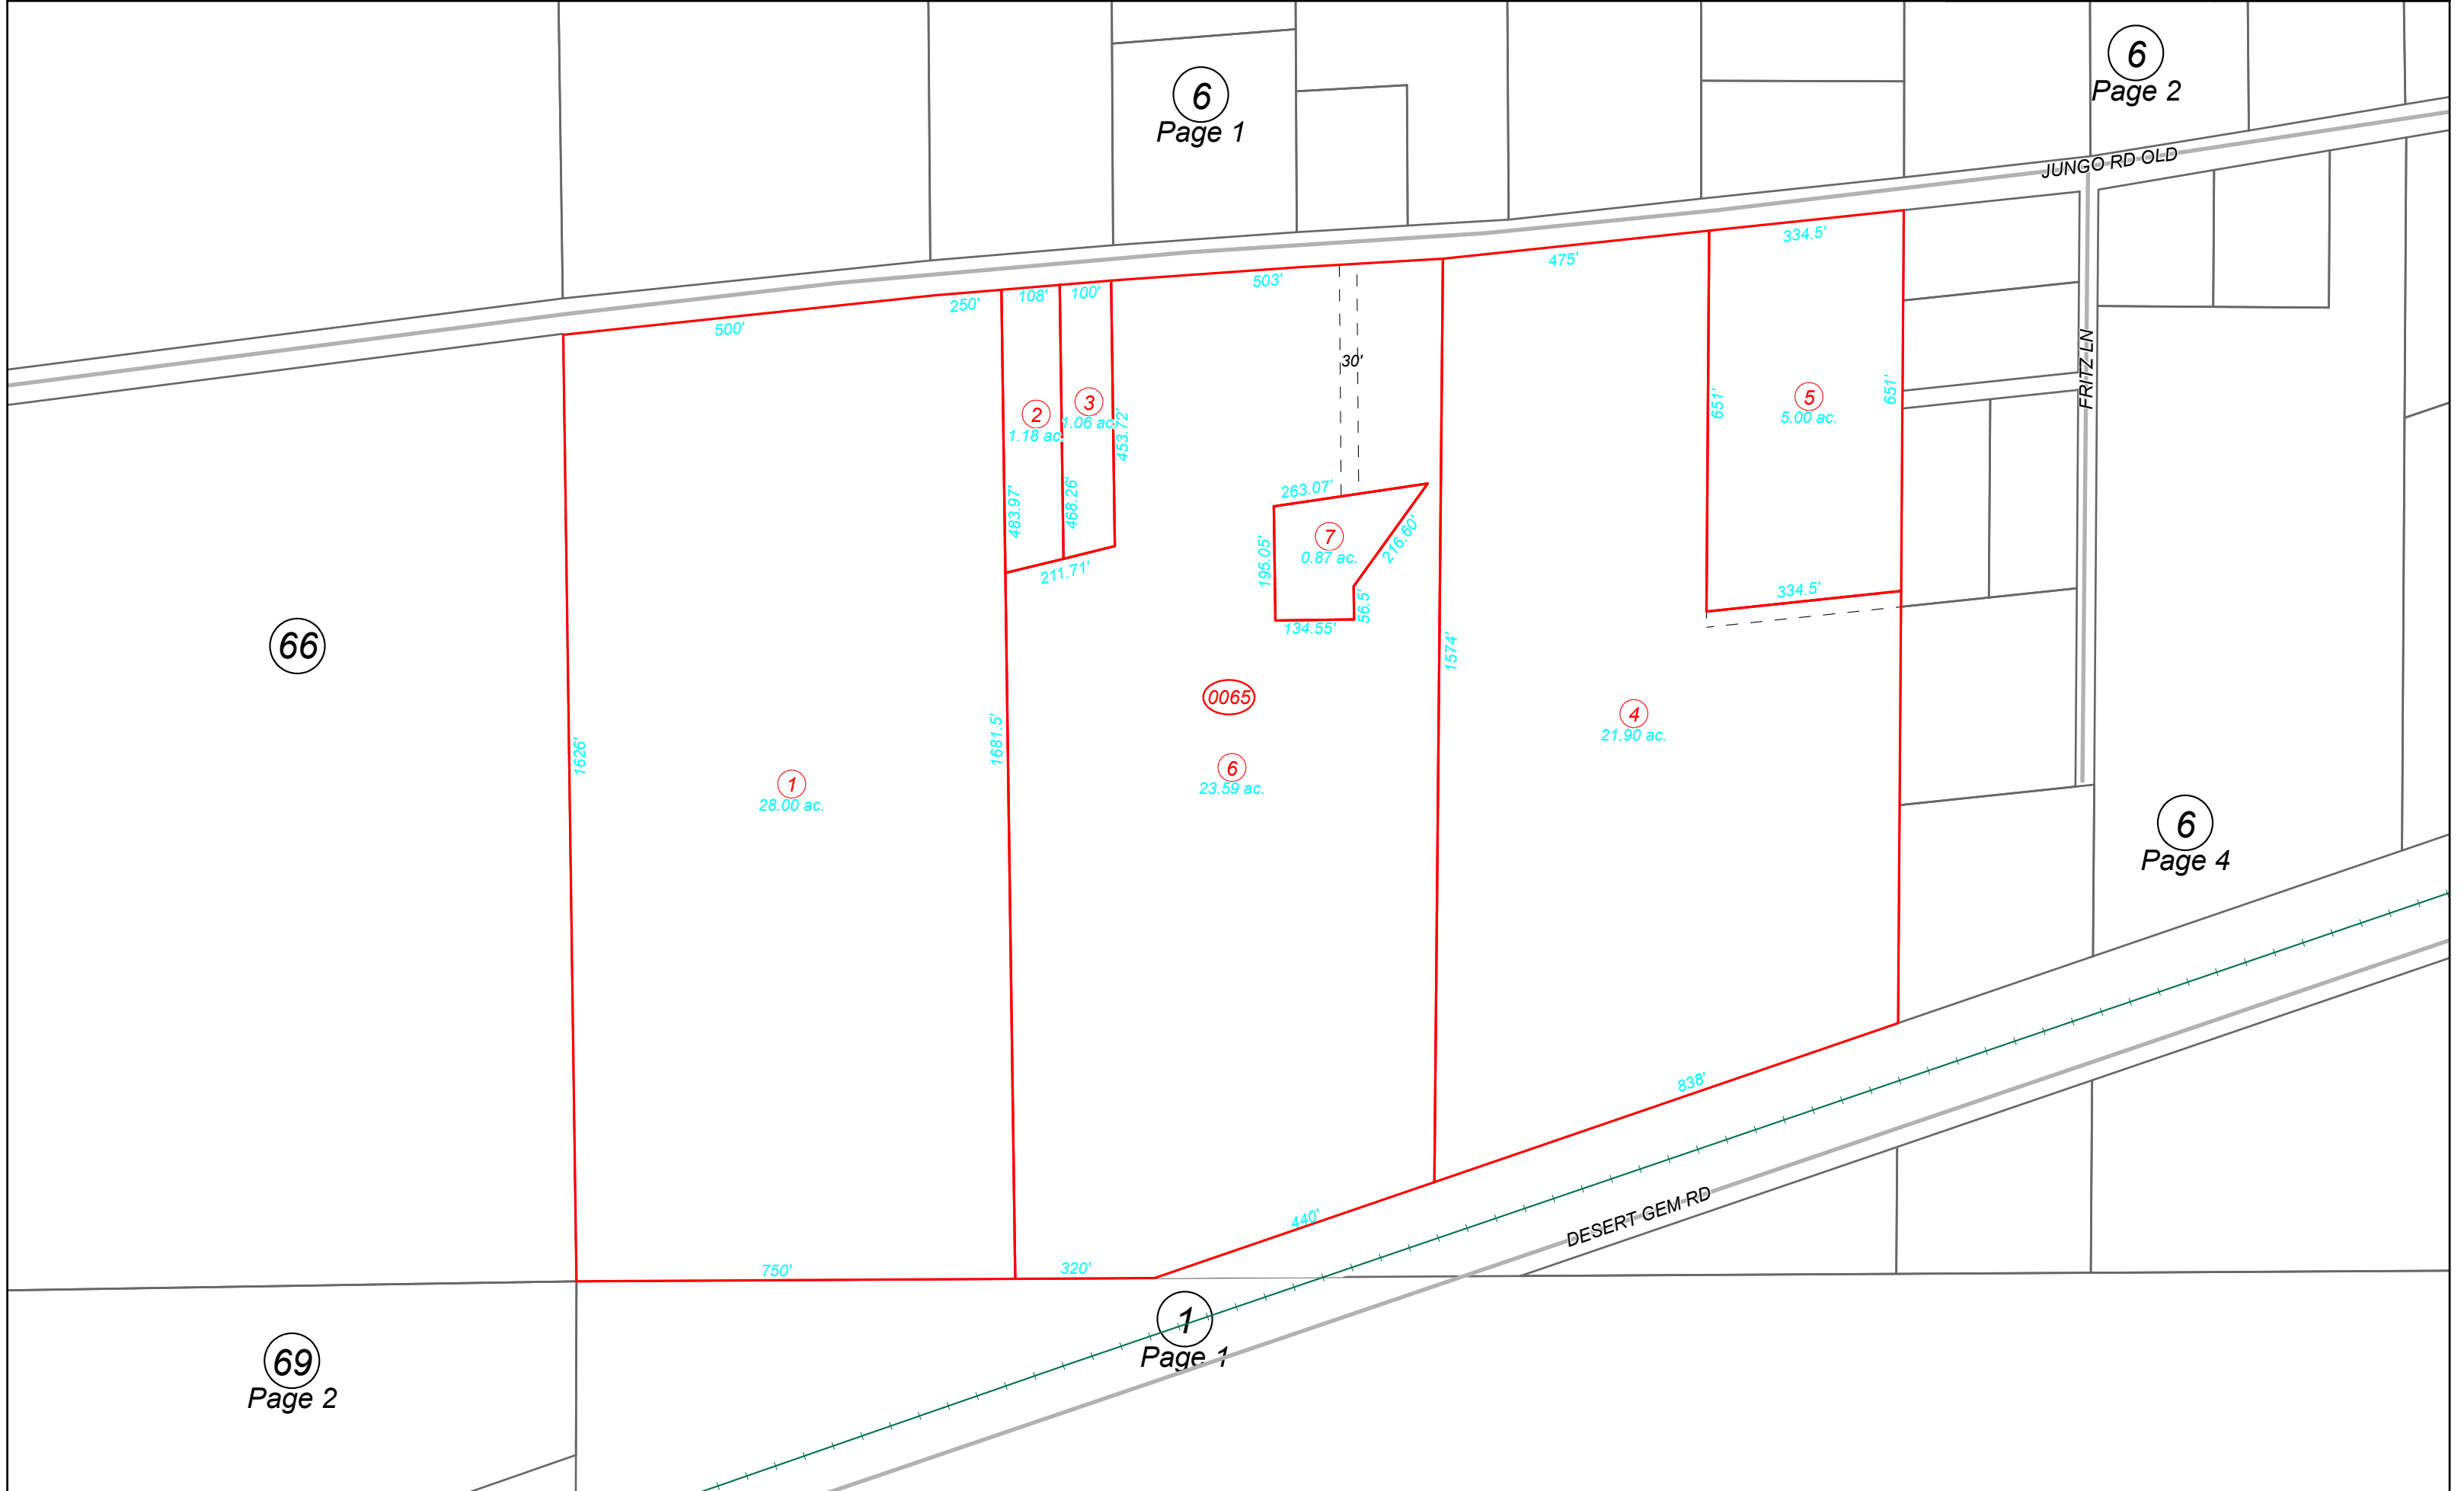 6
Page 2
6
Page 1
JUNGO RD OLD
334.5'
475'
503'
100'
108'
250'
500'
30'
FRITZ LN
651'
651'
5
5.00 ac.
3
1.06 ac.
2
1.18 ac.
453.72'
483.97'
468.26'
263.07'
7
0.87 ac.
216.60'
195.05'
211.71'
334.5'
56.5'
134.55'
66
1574'
0065
4
21.90 ac.
1626'
1681.5'
6
23.59 ac.
1
28.00 ac.
6
Page 4
838'
440'
DESERT GEM RD
750'
320'
1
Page 1
69
Page 2